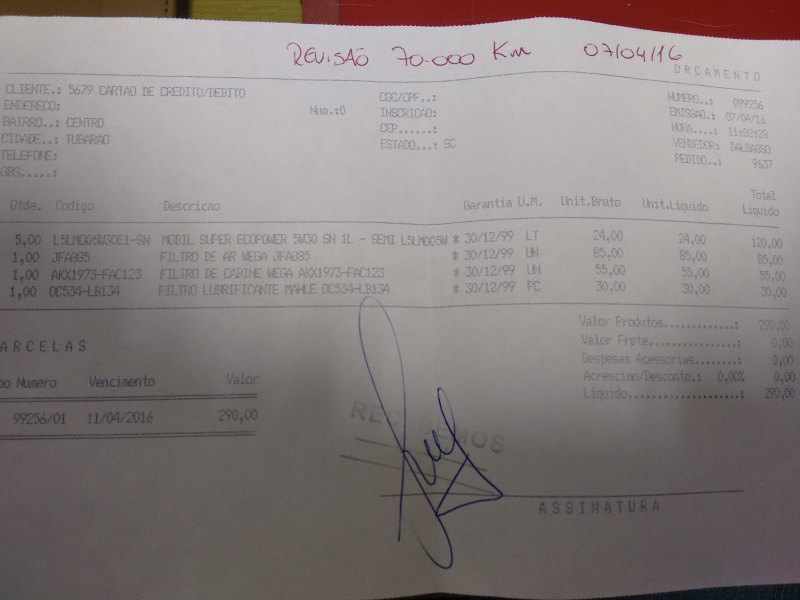 REVISÃO 70.000 Km 07/04/16
ORCAMENTO
CLIENTE.: 5679 CARTAO DE CREDITO/DEBITO CGC/CPF..: NUMERO..: 099256
ENDERECO: Num.:0 INSCRICAO: EMISSAO.: 07/04/16
BAIRRO..: CENTRO CEP......: HORA....: 11:02:28
CIDADE..: TUBARAO ESTADO...: SC VENDEDOR: DALSASSO
TELEFONE: PEDIDO..: 9637
OBS.....:
Qtde. Codigo Descricao Garantia U.M. Unit.Bruto Unit.Liquido Total Liquido
5,00 L5LMO05W30E1-SN MOBIL SUPER ECOPOWER 5W30 SN 1L - SEMI L5LMO05W * 30/12/99 LT 24,00 24,00 120,00
1,00 JFA0385 FILTRO DE AR WEGA * 30/12/99 UN 85,00 85,00 85,00
1,00 AKX1973-FAC123 FILTRO DE CABINE WEGA AKX1973-FAC123 * 30/12/99 UN 55,00 55,00 55,00
1,00 OC534-LB134 FILTRO LUBRIFICANTE MAHLE OC534-LB134 * 30/12/99 PC 30,00 30,00 30,00
Valor Produtos............: 290,00
Valor Frete...............: 0,00
Despesas Acessorias.......: 0,00
Acrescimo/Desconto.: 0,00% 0,00
Liquido...................: 290,00
ARCELAS
po Numero Vencimento Valor
99256/01 11/04/2016 290,00
RECEBEMOS
ASSINATURA